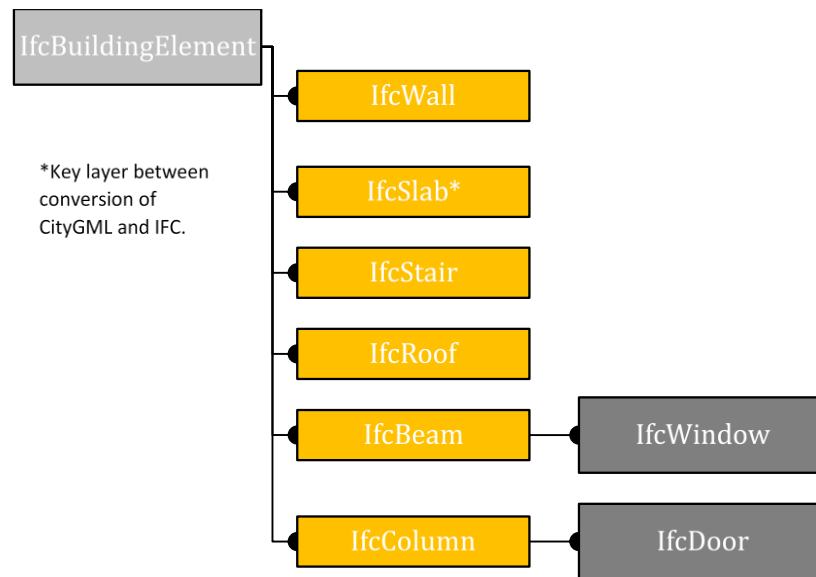 IfcBuildingElement
IfcWall
*Key layer between
conversion of
CityGML and IFC.
IfcSlab*
IfcStair
IfcRoof
IfcBeam
IfcWindow
IfcColumn
IfcDoor